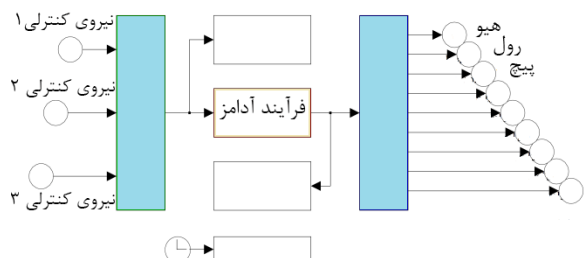 نیروی کنترلی۱
نیروی کنترلی ۲
نیروی کنترلی ۳
فرآیند آدامز
هیو
رول
پیچ